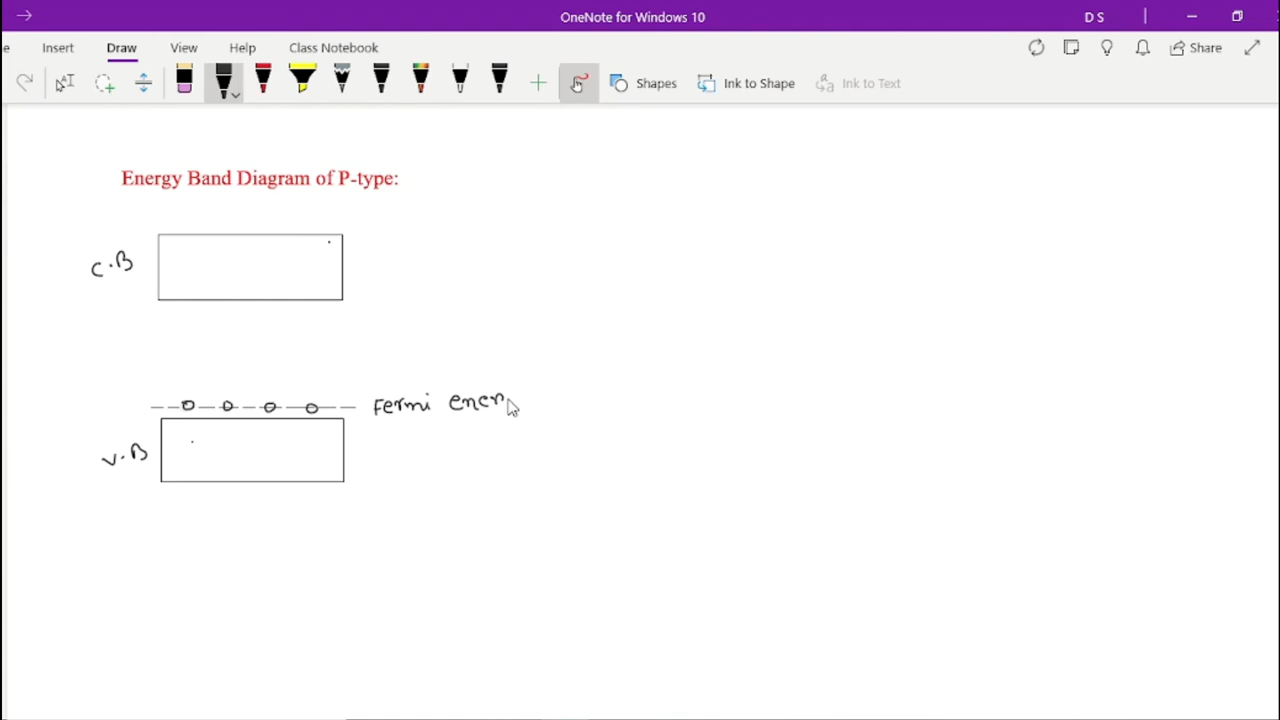 OneNote for Windows 10
D S
e Insert Draw View Help Class Notebook
Share
Shapes Ink to Shape Ink to Text
Energy Band Diagram of P-type:
C.B
Fermi ener
V.B